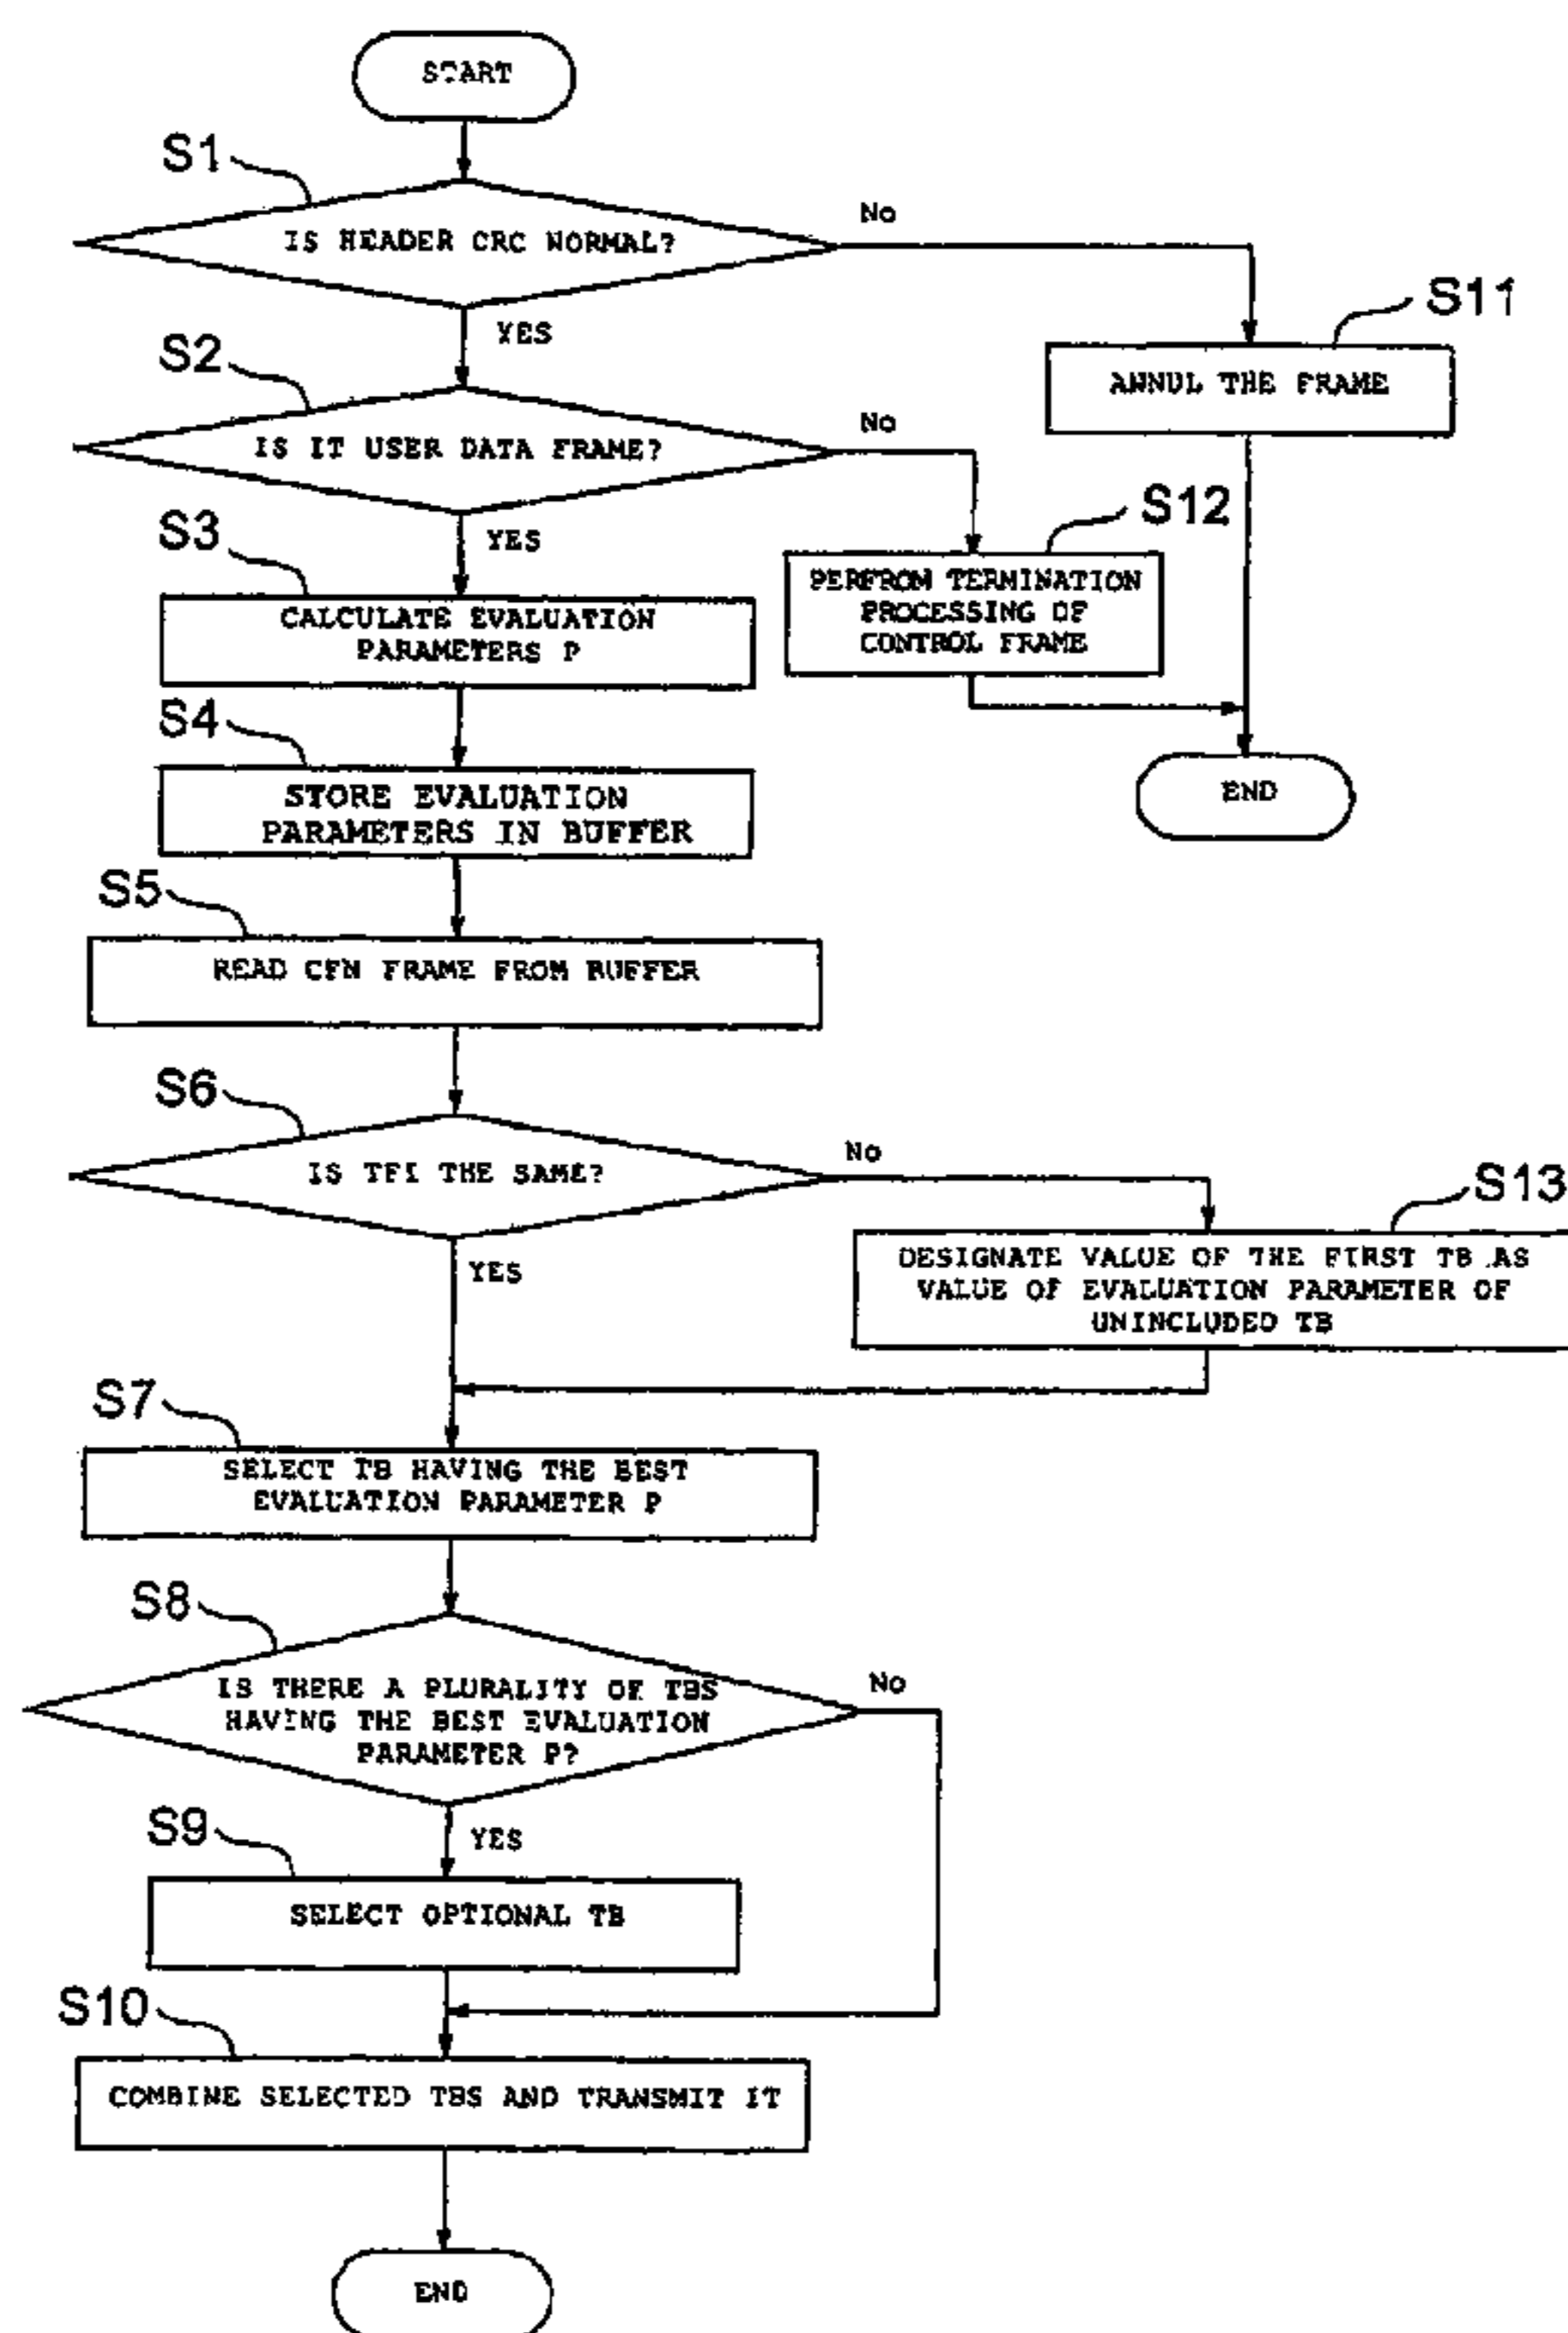 START
S1
IS HEADER CRC NORMAL?
No
YES
S11
ANNUL THE FRAME
S2
IS IT USER DATA FRAME?
No
YES
S12
PERFROM TERMINATION
PROCESSING OF
CONTROL FRAME
END
S3
CALCULATE EVALUATION
PARAMETERS P
S4
STORE EVALUATION
PARAMETERS IN BUFFER
S5
READ CFN FRAME FROM BUFFER
S6
IS TFI THE SAME?
No
YES
S13
DESIGNATE VALUE OF THE FIRST TB AS
VALUE OF EVALUATION PARAMETER OF
UNINCLUDED TB
S7
SELECT TB HAVING THE BEST
EVALUATION PARAMETER P
S8
IS THERE A PLURALITY OF TBS
HAVING THE BEST EVALUATION
PARAMETER P?
No
YES
S9
SELECT OPTIONAL TB
S10
COMBINE SELECTED TBS AND TRANSMIT IT
END